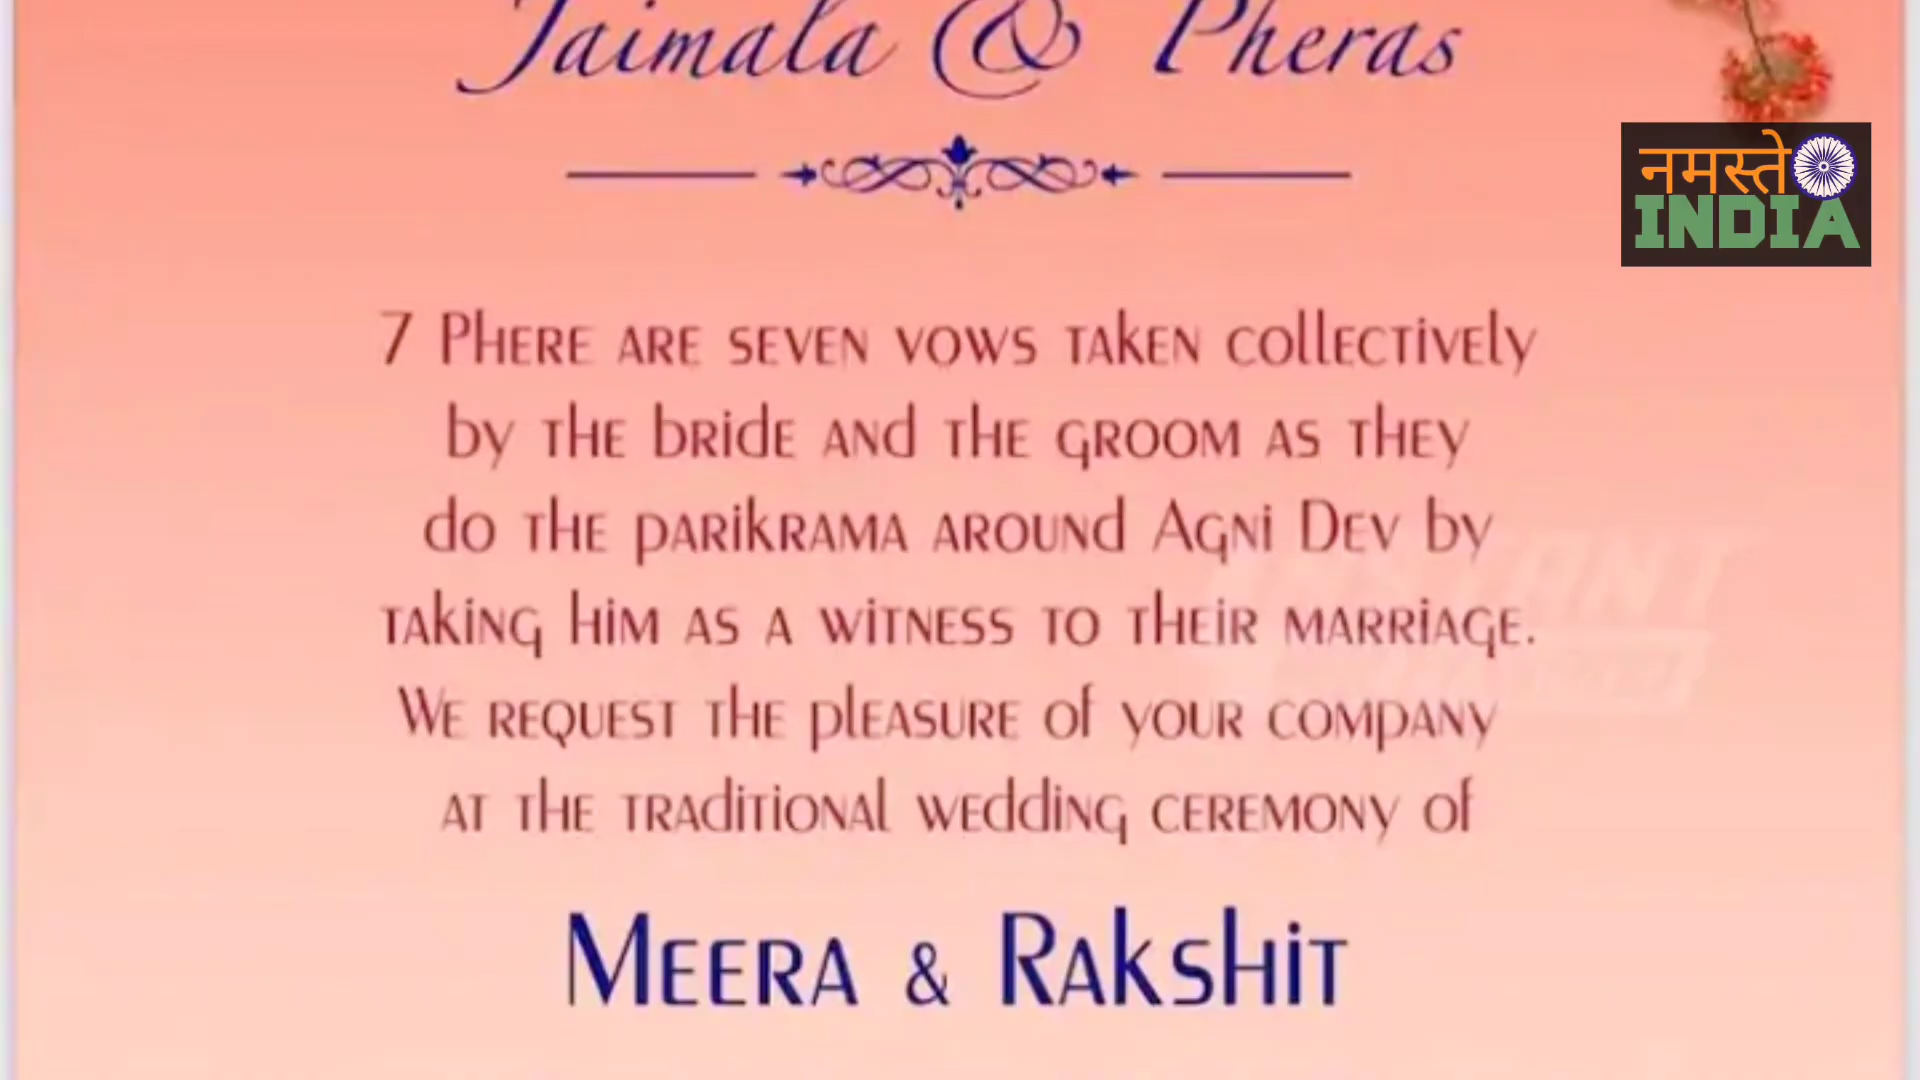 Jaimala & Pheras
नमस्ते
INDIA
7 Phere are seven vows taken collectively
by the bride and the groom as they
do the parikrama around Agni Dev by
taking him as a witness to their marriage.
We request the pleasure of your company
at the traditional wedding ceremony of
Meera & Rakshit